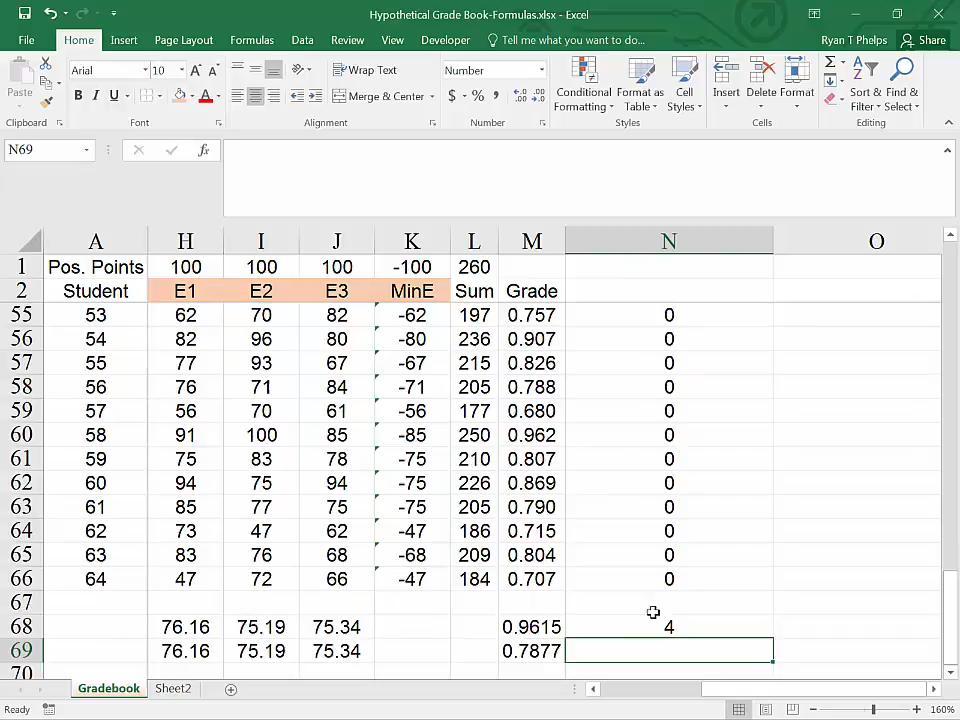 Hypothetical Grade Book-Formulas.xlsx - Excel
File Home Insert Page Layout Formulas Data Review View Developer Tell me what you want to do... Ryan T Phelps Share
Paste Arial 10 Wrap Text Number Conditional Formatting Format as Table Cell Styles Insert Delete Format Sort & Filter Find & Select
B I U Merge & Center $ % ,
Clipboard Font Alignment Number Styles Cells Editing
N69 fx
A H I J K L M N O
1 Pos. Points 100 100 100 -100 260
2 Student E1 E2 E3 MinE Sum Grade
55 53 62 70 82 -62 197 0.757 0
56 54 82 96 80 -80 236 0.907 0
57 55 77 93 67 -67 215 0.826 0
58 56 76 71 84 -71 205 0.788 0
59 57 56 70 61 -56 177 0.680 0
60 58 91 100 85 -85 250 0.962 0
61 59 75 83 78 -75 210 0.807 0
62 60 94 75 94 -75 226 0.869 0
63 61 85 77 75 -75 205 0.790 0
64 62 73 47 62 -47 186 0.715 0
65 63 83 76 68 -68 209 0.804 0
66 64 47 72 66 -47 184 0.707 0
67
68 76.16 75.19 75.34 0.9615 4
69 76.16 75.19 75.34 0.7877
70
Gradebook Sheet2
Ready 160%